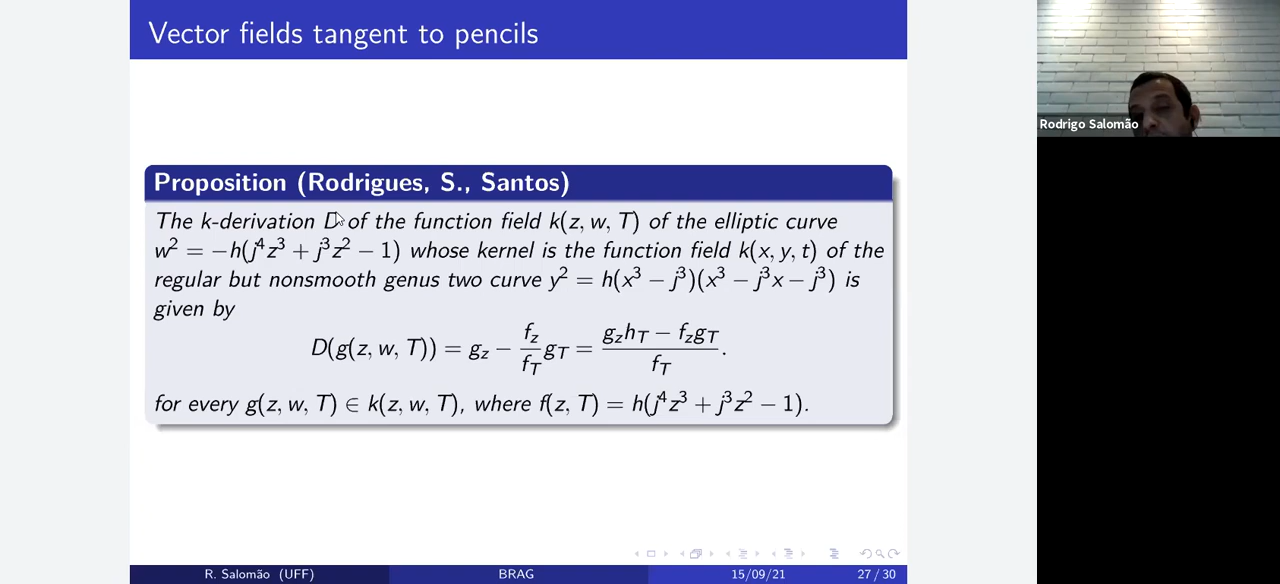 Vector fields tangent to pencils
Rodrigo Salomão
Proposition (Rodrigues, S., Santos)
The k-derivation D of the function field k(z, w, T) of the elliptic curve
w² = −h(j⁴z³ + j³z² − 1) whose kernel is the function field k(x, y, t) of the
regular but nonsmooth genus two curve y² = h(x³ − j³)(x³ − j³x − j³) is
given by
D(g(z, w, T)) = g_z − f_z/f_T g_T = (g_z h_T − f_z g_T)/f_T.
for every g(z, w, T) ∈ k(z, w, T), where f(z, T) = h(j⁴z³ + j³z² − 1).
R. Salomão (UFF) BRAG 15/09/21 27 / 30